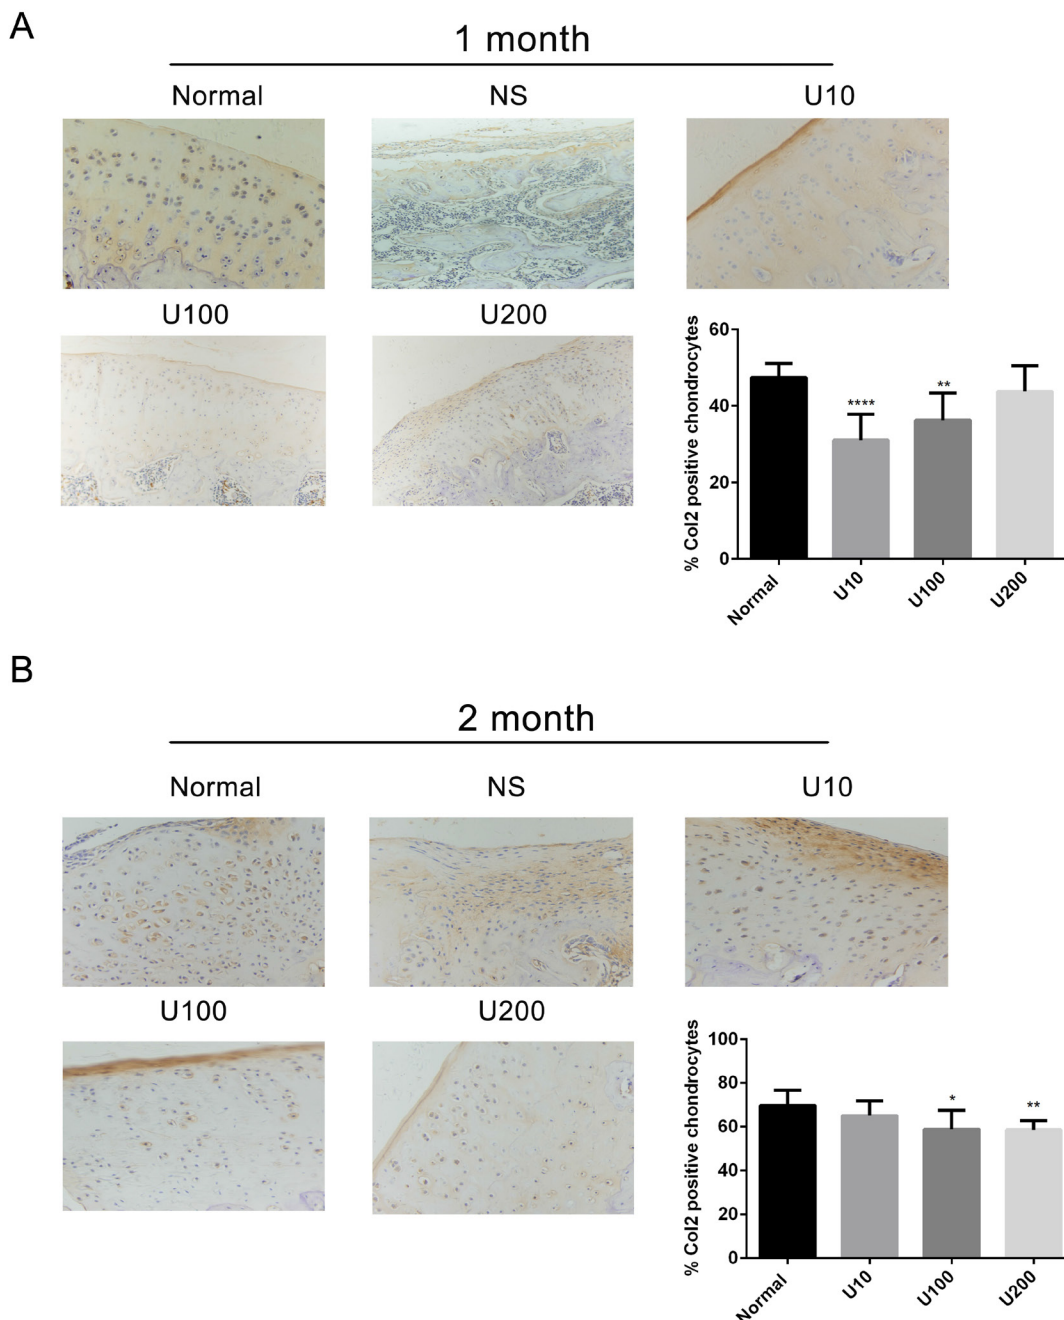 A
1 month
Normal NS U10
U100 U200
% Col2 positive chondrocytes
60
40
20
0
****
**
Normal U10 U100 U200
B
2 month
Normal NS U10
U100 U200
% Col2 positive chondrocytes
100
80
60
40
20
0
*
**
Normal U10 U100 U200